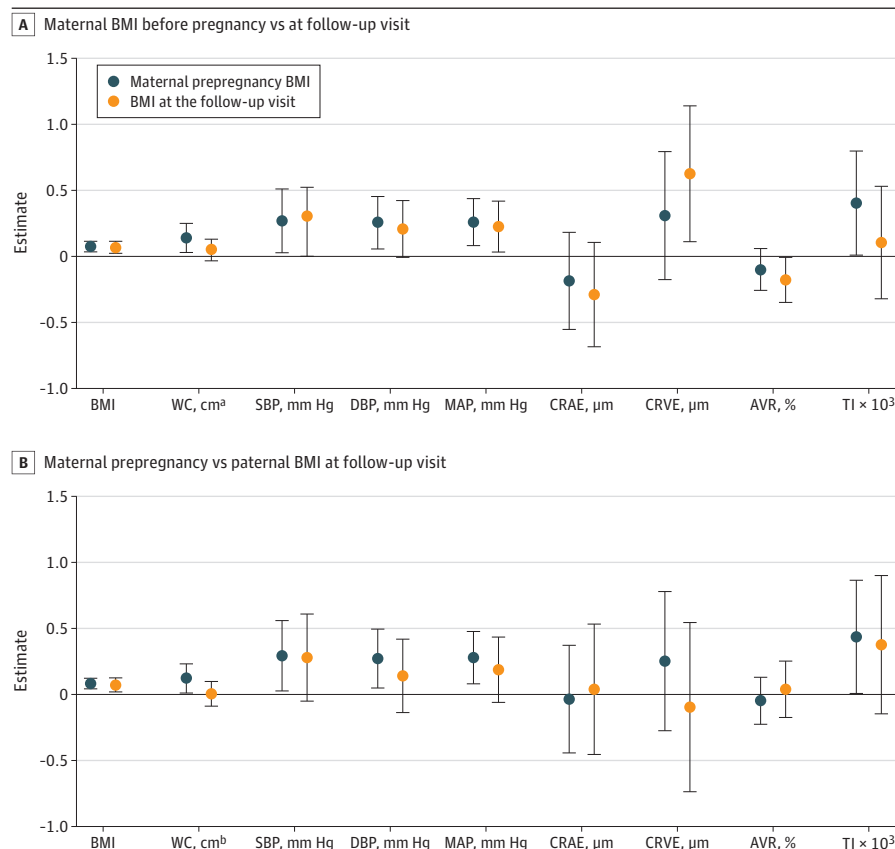 A Maternal BMI before pregnancy vs at follow-up visit
1.5
Maternal prepregnancy BMI
BMI at the follow-up visit
1.0
0.5
Estimate
0
-0.5
-1.0
BMI WC, cmᵃ SBP, mm Hg DBP, mm Hg MAP, mm Hg CRAE, μm CRVE, μm AVR, % TI × 10³
B Maternal prepregnancy vs paternal BMI at follow-up visit
1.5
1.0
0.5
Estimate
0
-0.5
-1.0
BMI WC, cmᵇ SBP, mm Hg DBP, mm Hg MAP, mm Hg CRAE, μm CRVE, μm AVR, % TI × 10³